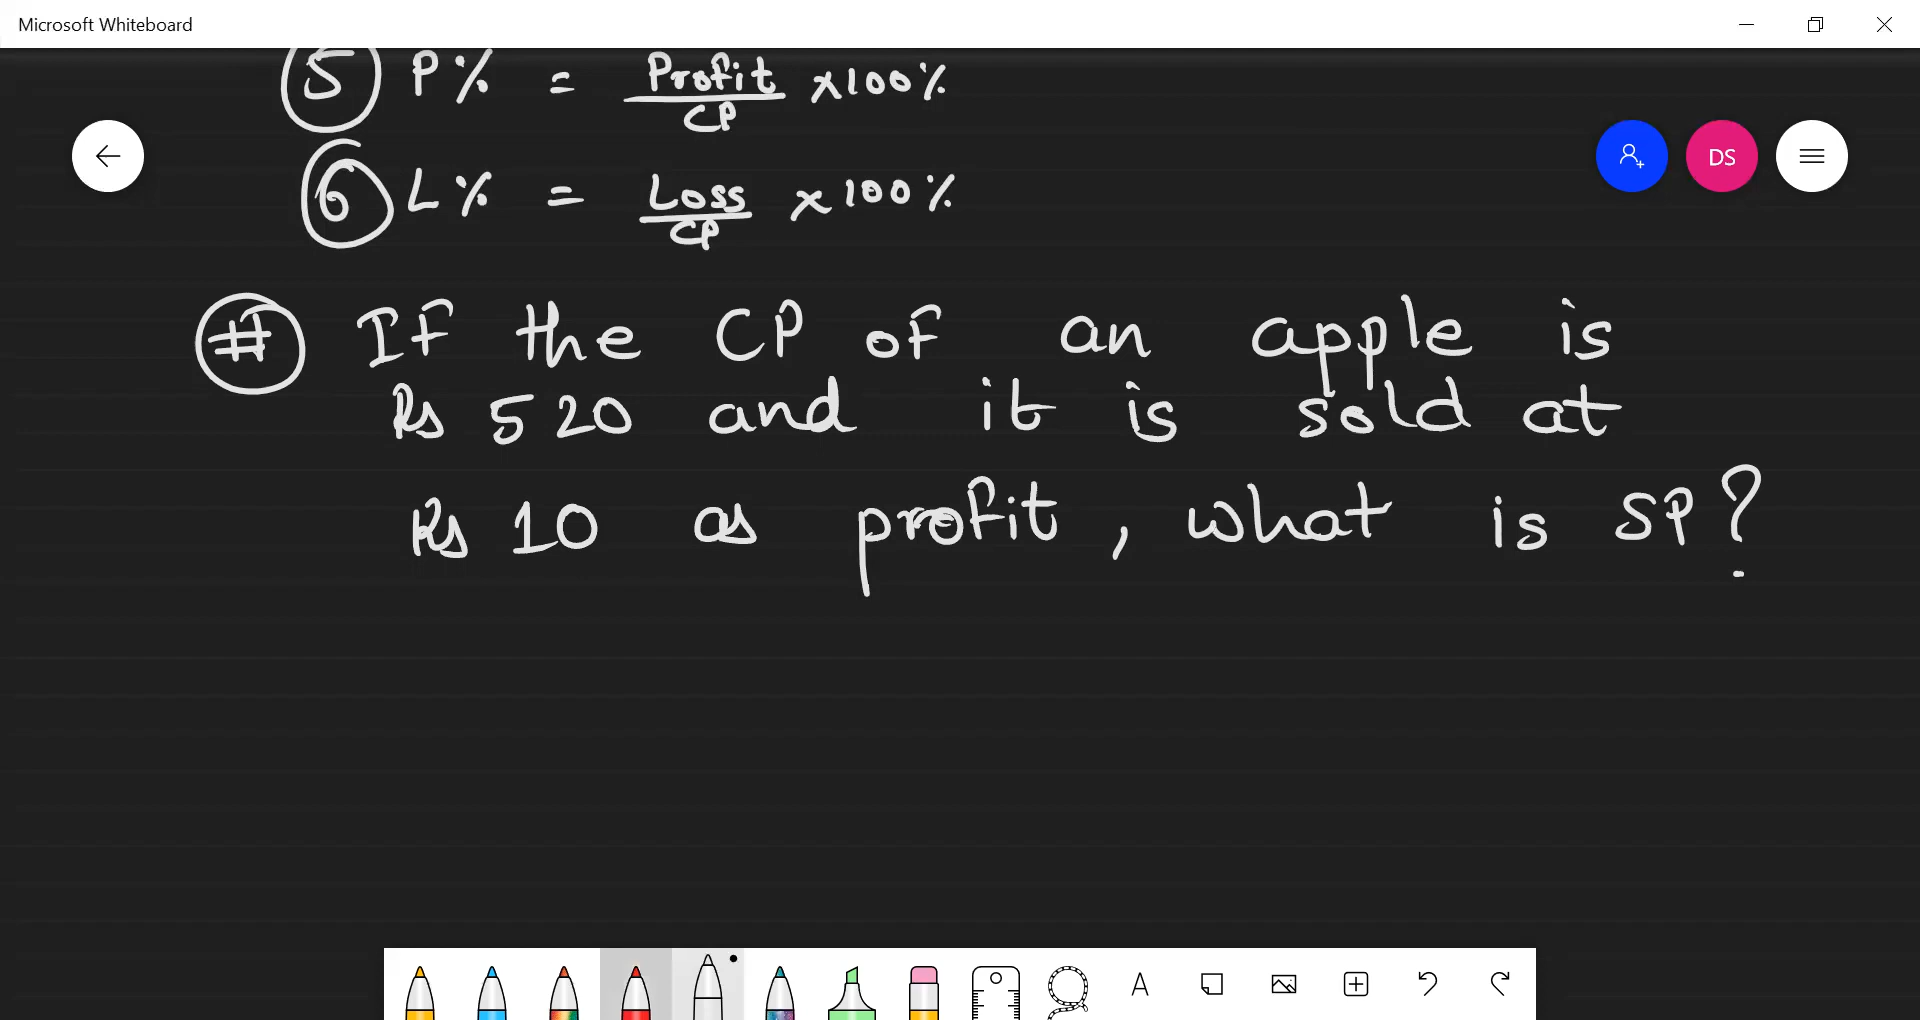 Microsoft Whiteboard
5 P% = Profit/CP ×100%
DS
6 L% = Loss/CP ×100%
# If the CP of an apple is
Rs 520 and it is sold at
Rs 10 as profit, what is SP?
A